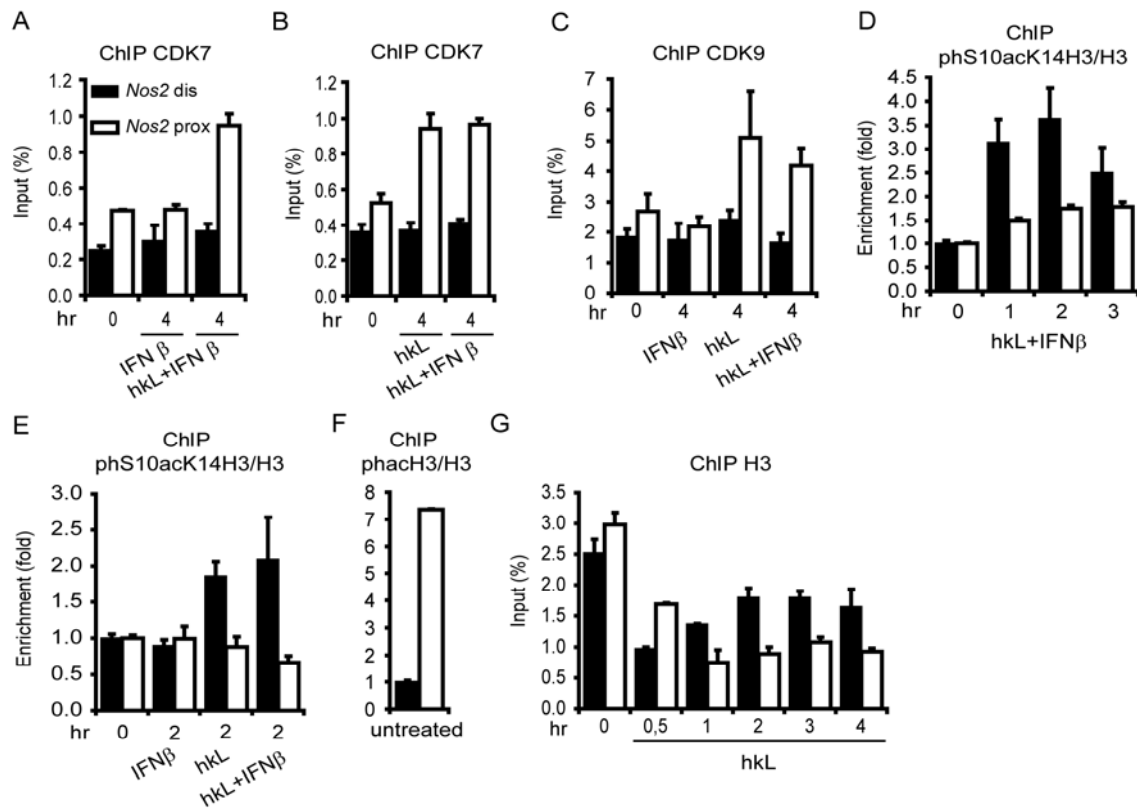 A
ChIP CDK7
Input (%)
1.2
1.0
0.8
0.6
0.4
0.2
0.0
Nos2 dis
Nos2 prox
hr 0 4 4
IFN β
hkL+IFN β
B
ChIP CDK7
Input (%)
1.2
1.0
0.8
0.6
0.4
0.2
0.0
hr 0 4 4
hkL
hkL+IFN β
C
ChIP CDK9
Input (%)
7
6
5
4
3
2
1
0
hr 0 4 4 4
IFNβ
hkL
hkL+IFNβ
D
ChIP
phS10acK14H3/H3
Enrichment (fold)
4.5
4.0
3.5
3.0
2.5
2.0
1.5
1.0
0.5
0.0
hr 0 1 2 3
hkL+IFNβ
E
ChIP
phS10acK14H3/H3
Enrichment (fold)
3.0
2.5
2.0
1.5
1.0
0.5
0.0
hr 0 2 2 2
IFNβ
hkL
hkL+IFNβ
F
ChIP
phacH3/H3
8
7
6
5
4
3
2
1
0
untreated
G
ChIP H3
Input (%)
3.5
3.0
2.5
2.0
1.5
1.0
0.5
0.0
hr 0 0,5 1 2 3 4
hkL